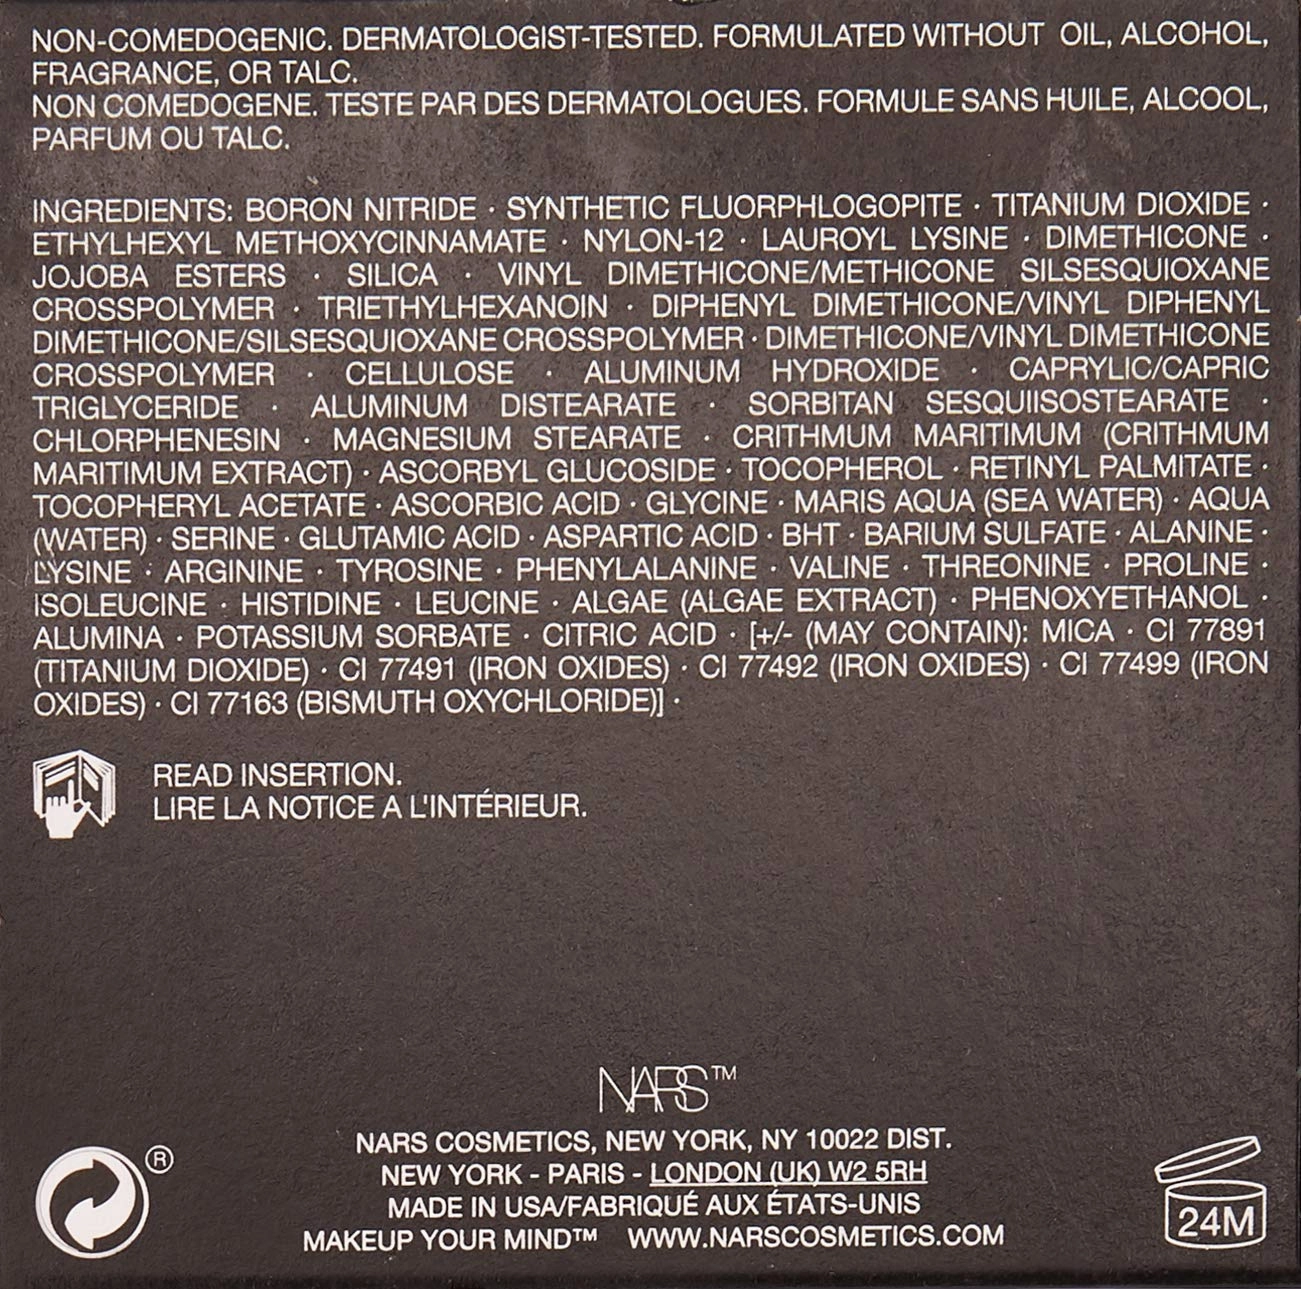 NON-COMEDOGENIC. DERMATOLOGIST-TESTED. FORMULATED WITHOUT OIL, ALCOHOL,
FRAGRANCE, OR TALC.
NON COMEDOGENE. TESTE PAR DES DERMATOLOGUES. FORMULE SANS HUILE, ALCOOL,
PARFUM OU TALC.
INGREDIENTS: BORON NITRIDE · SYNTHETIC FLUORPHLOGOPITE · TITANIUM DIOXIDE ·
ETHYLHEXYL METHOXYCINNAMATE · NYLON-12 · LAUROYL LYSINE · DIMETHICONE ·
JOJOBA ESTERS · SILICA · VINYL DIMETHICONE/METHICONE SILSESQUIOXANE
CROSSPOLYMER · TRIETHYLHEXANOIN · DIPHENYL DIMETHICONE/VINYL DIPHENYL
DIMETHICONE/SILSESQUIOXANE CROSSPOLYMER · DIMETHICONE/VINYL DIMETHICONE
CROSSPOLYMER · CELLULOSE · ALUMINUM HYDROXIDE · CAPRYLIC/CAPRIC
TRIGLYCERIDE · ALUMINUM DISTEARATE · SORBITAN SESQUIISOSTEARATE ·
CHLORPHENESIN · MAGNESIUM STEARATE · CRITHMUM MARITIMUM (CRITHMUM
MARITIMUM EXTRACT) · ASCORBYL GLUCOSIDE · TOCOPHEROL · RETINYL PALMITATE ·
TOCOPHERYL ACETATE · ASCORBIC ACID · GLYCINE · MARIS AQUA (SEA WATER) · AQUA
(WATER) · SERINE · GLUTAMIC ACID · ASPARTIC ACID · BHT · BARIUM SULFATE · ALANINE ·
LYSINE · ARGININE · TYROSINE · PHENYLALANINE · VALINE · THREONINE · PROLINE ·
ISOLEUCINE · HISTIDINE · LEUCINE · ALGAE (ALGAE EXTRACT) · PHENOXYETHANOL ·
ALUMINA · POTASSIUM SORBATE · CITRIC ACID · [+/- (MAY CONTAIN): MICA · CI 77891
(TITANIUM DIOXIDE) · CI 77491 (IRON OXIDES) · CI 77492 (IRON OXIDES) · CI 77499 (IRON
OXIDES) · CI 77163 (BISMUTH OXYCHLORIDE)] ·
READ INSERTION.
LIRE LA NOTICE A L'INTÉRIEUR.
NARS™
NARS COSMETICS, NEW YORK, NY 10022 DIST.
NEW YORK - PARIS - LONDON (UK) W2 5RH
MADE IN USA/FABRIQUÉ AUX ÉTATS-UNIS
MAKEUP YOUR MIND™ WWW.NARSCOSMETICS.COM
®
24M